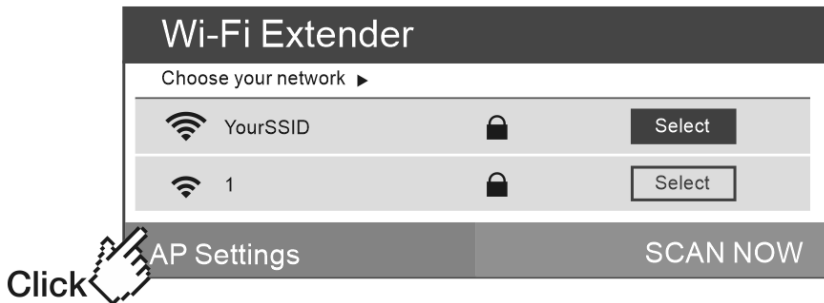 Wi-Fi Extender
Choose your network ▶
YourSSID Select
1 Select
AP Settings SCAN NOW
Click